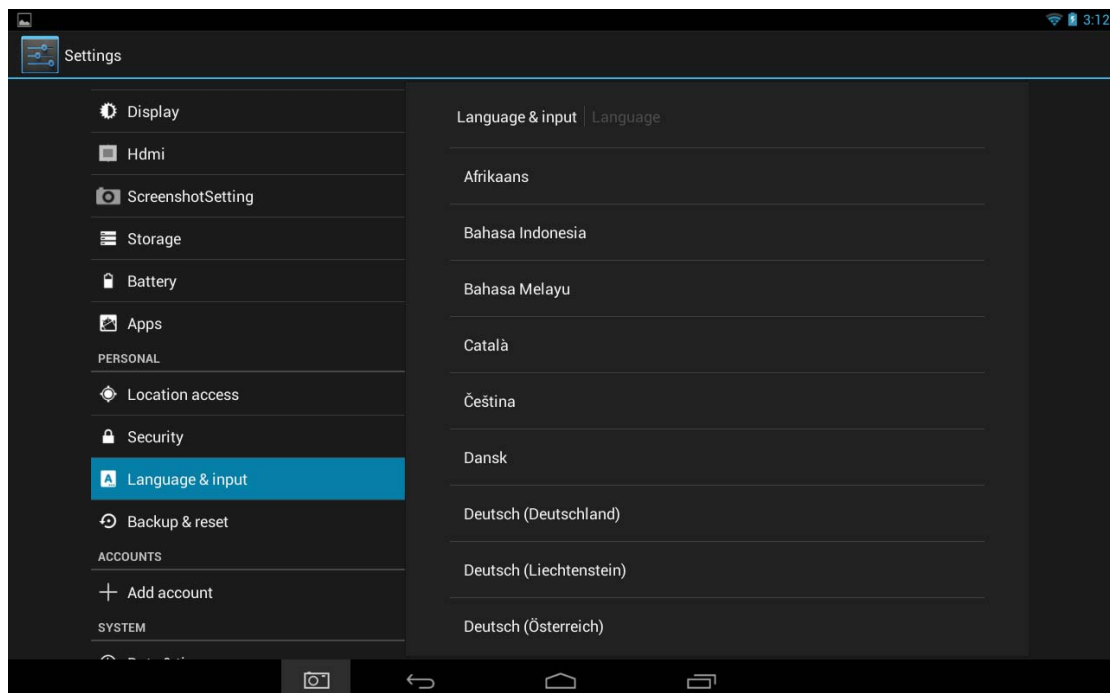 3:12
Settings
Display
Hdmi
ScreenshotSetting
Storage
Battery
Apps
PERSONAL
Location access
Security
Language & input
Backup & reset
ACCOUNTS
Add account
SYSTEM
Language & input Language
Afrikaans
Bahasa Indonesia
Bahasa Melayu
Català
Čeština
Dansk
Deutsch (Deutschland)
Deutsch (Liechtenstein)
Deutsch (Österreich)